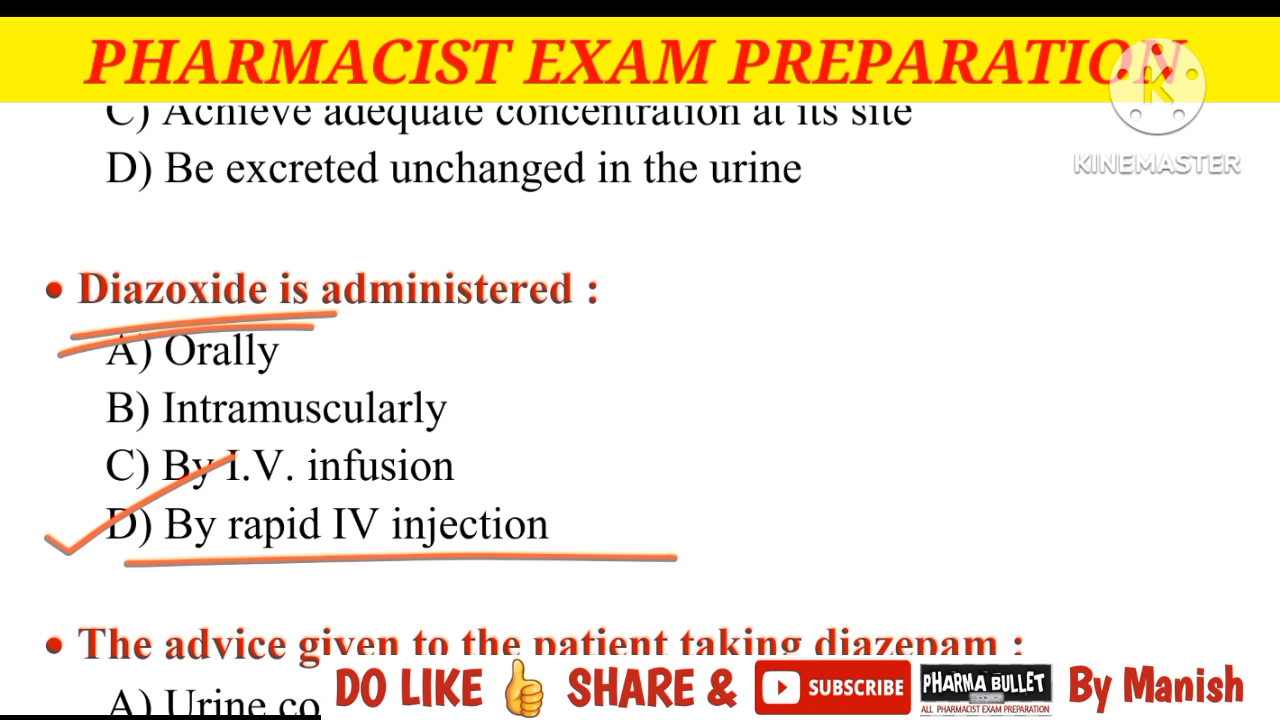 PHARMACIST EXAM PREPARATION
KINEMASTER
C) Achieve adequate concentration at its site
D) Be excreted unchanged in the urine
• Diazoxide is administered :
A) Orally
B) Intramuscularly
C) By I.V. infusion
D) By rapid IV injection
• The advice given to the patient taking diazepam :
A) Urine co
DO LIKE SHARE & SUBSCRIBE PHARMA BULLET By Manish
ALL PHARMACIST EXAM PREPARATION